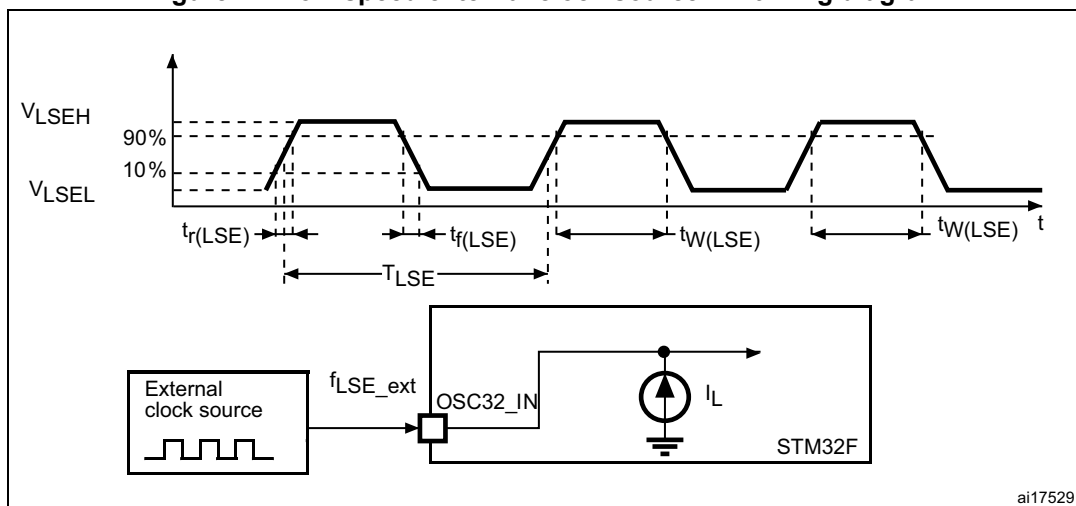 V_LSEH
90%
10%
V_LSEL
t_r(LSE)
t_f(LSE)
t_W(LSE)
t_W(LSE)
t
T_LSE
External
clock source
f_LSE_ext
OSC32_IN
I_L
STM32F
ai17529